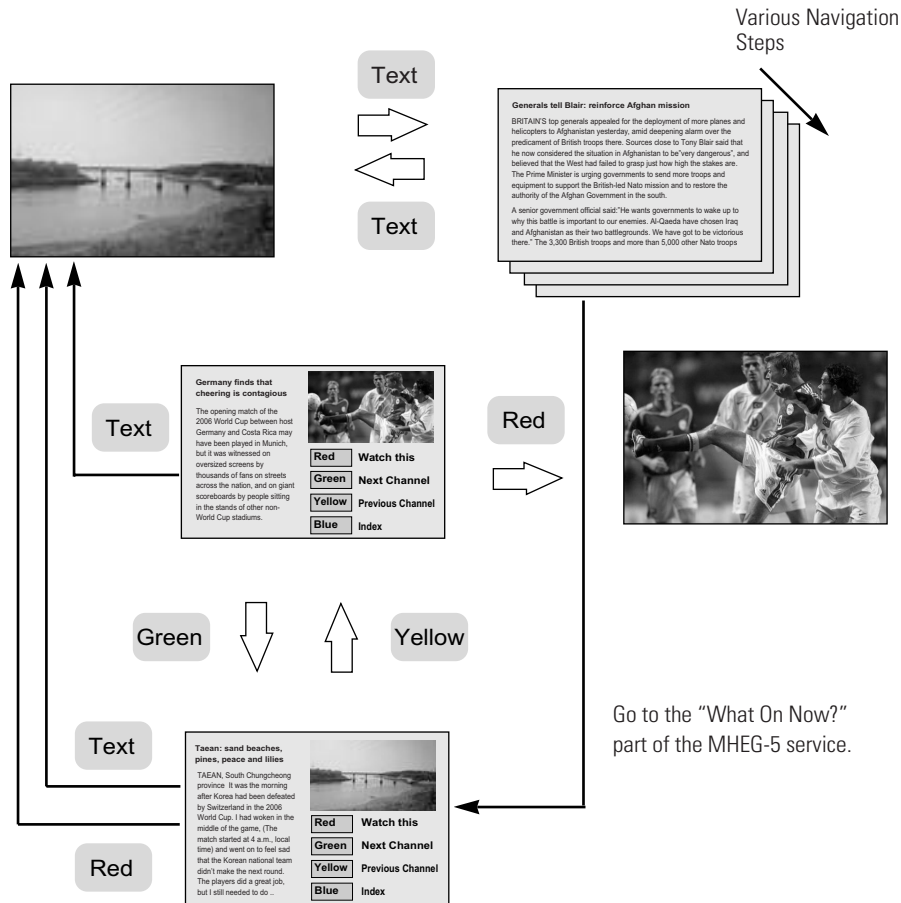 Various Navigation
Steps
Text
Text
Generals tell Blair: reinforce Afghan mission
BRITAIN'S top generals appealed for the deployment of more planes and
helicopters to Afghanistan yesterday, amid deepening alarm over the
predicament of British troops there. Sources close to Tony Blair said that
he now considered the situation in Afghanistan to be"very dangerous", and
believed that the West had failed to grasp just how high the stakes are.
The Prime Minister is urging governments to send more troops and
equipment to support the British-led Nato mission and to restore the
authority of the Afghan Government in the south.
A senior government official said:"He wants governments to wake up to
why this battle is important to our enemies. Al-Qaeda have chosen Iraq
and Afghanistan as their two battlegrounds. We have got to be victorious
there." The 3,300 British troops and more than 5,000 other Nato troops
Text
Germany finds that
cheering is contagious
The opening match of the
2006 World Cup between host
Germany and Costa Rica may
have been played in Munich,
but it was witnessed on
oversized screens by
thousands of fans on streets
across the nation, and on giant
scoreboards by people sitting
in the stands of other non-
World Cup stadiums.
Red Watch this
Green Next Channel
Yellow Previous Channel
Blue Index
Red
Green
Yellow
Go to the “What On Now?”
part of the MHEG-5 service.
Text
Red
Taean: sand beaches,
pines, peace and lilies
TAEAN, South Chungcheong
province It was the morning
after Korea had been defeated
by Switzerland in the 2006
World Cup. I had woken in the
middle of the game, (The
match started at 4 a.m., local
time) and went on to feel sad
that the Korean national team
didn't make the next round.
The players did a great job,
but I still needed to do ..
Red Watch this
Green Next Channel
Yellow Previous Channel
Blue Index